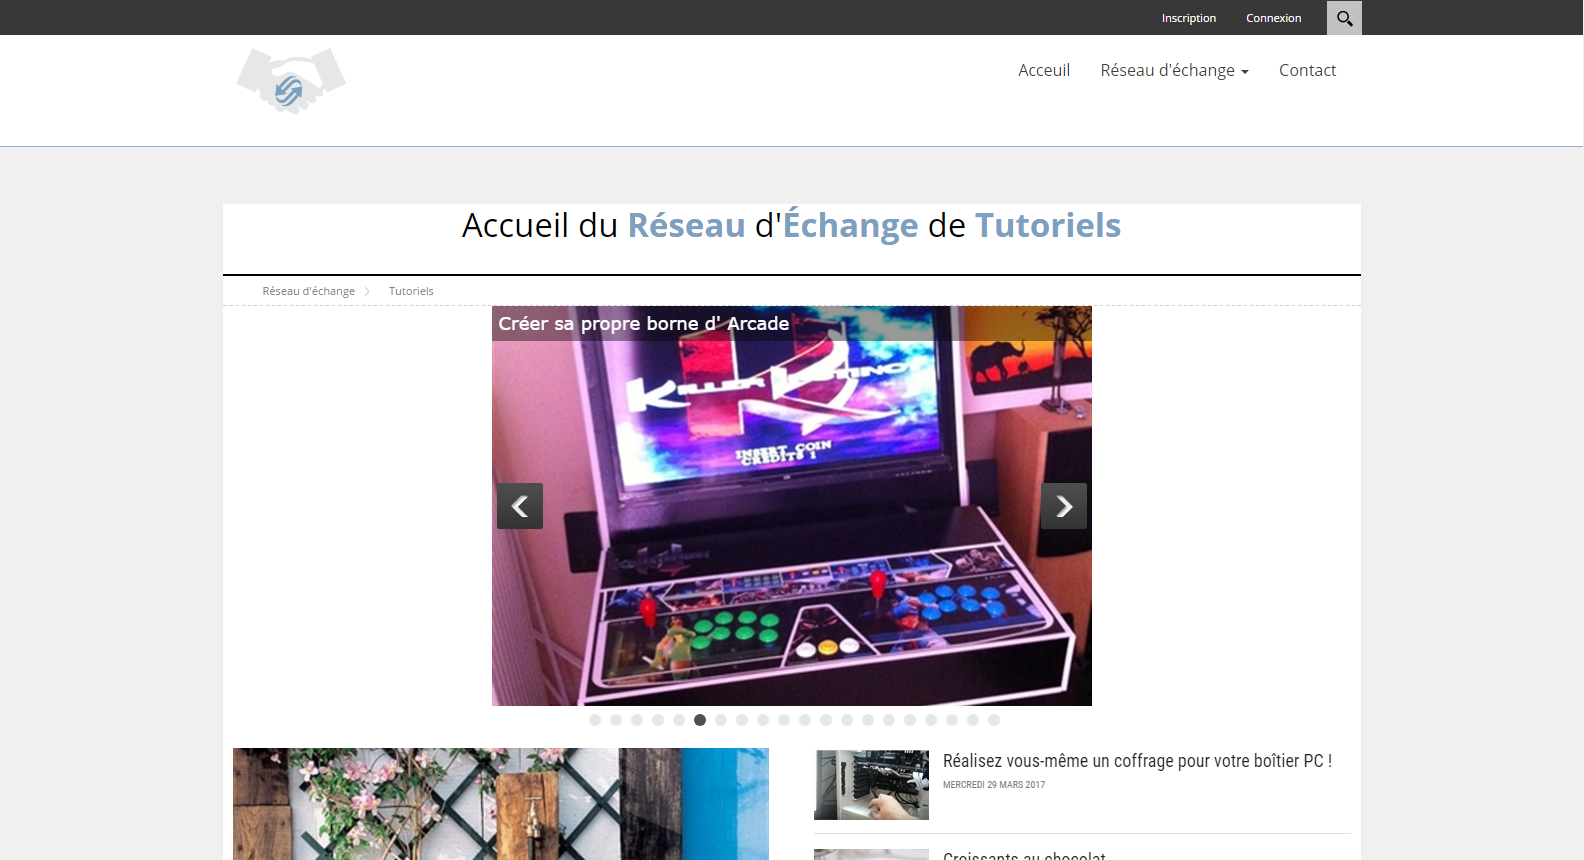 Inscription Connexion
Acceuil Réseau d'échange Contact
Accueil du Réseau d'Échange de Tutoriels
Réseau d'échange Tutoriels
Créer sa propre borne d' Arcade
KILLER INSTINCT
INSERT COIN
CREDITS 1
Réalisez vous-même un coffrage pour votre boîtier PC !
MERCREDI 29 MARS 2017
Croissants au chocolat